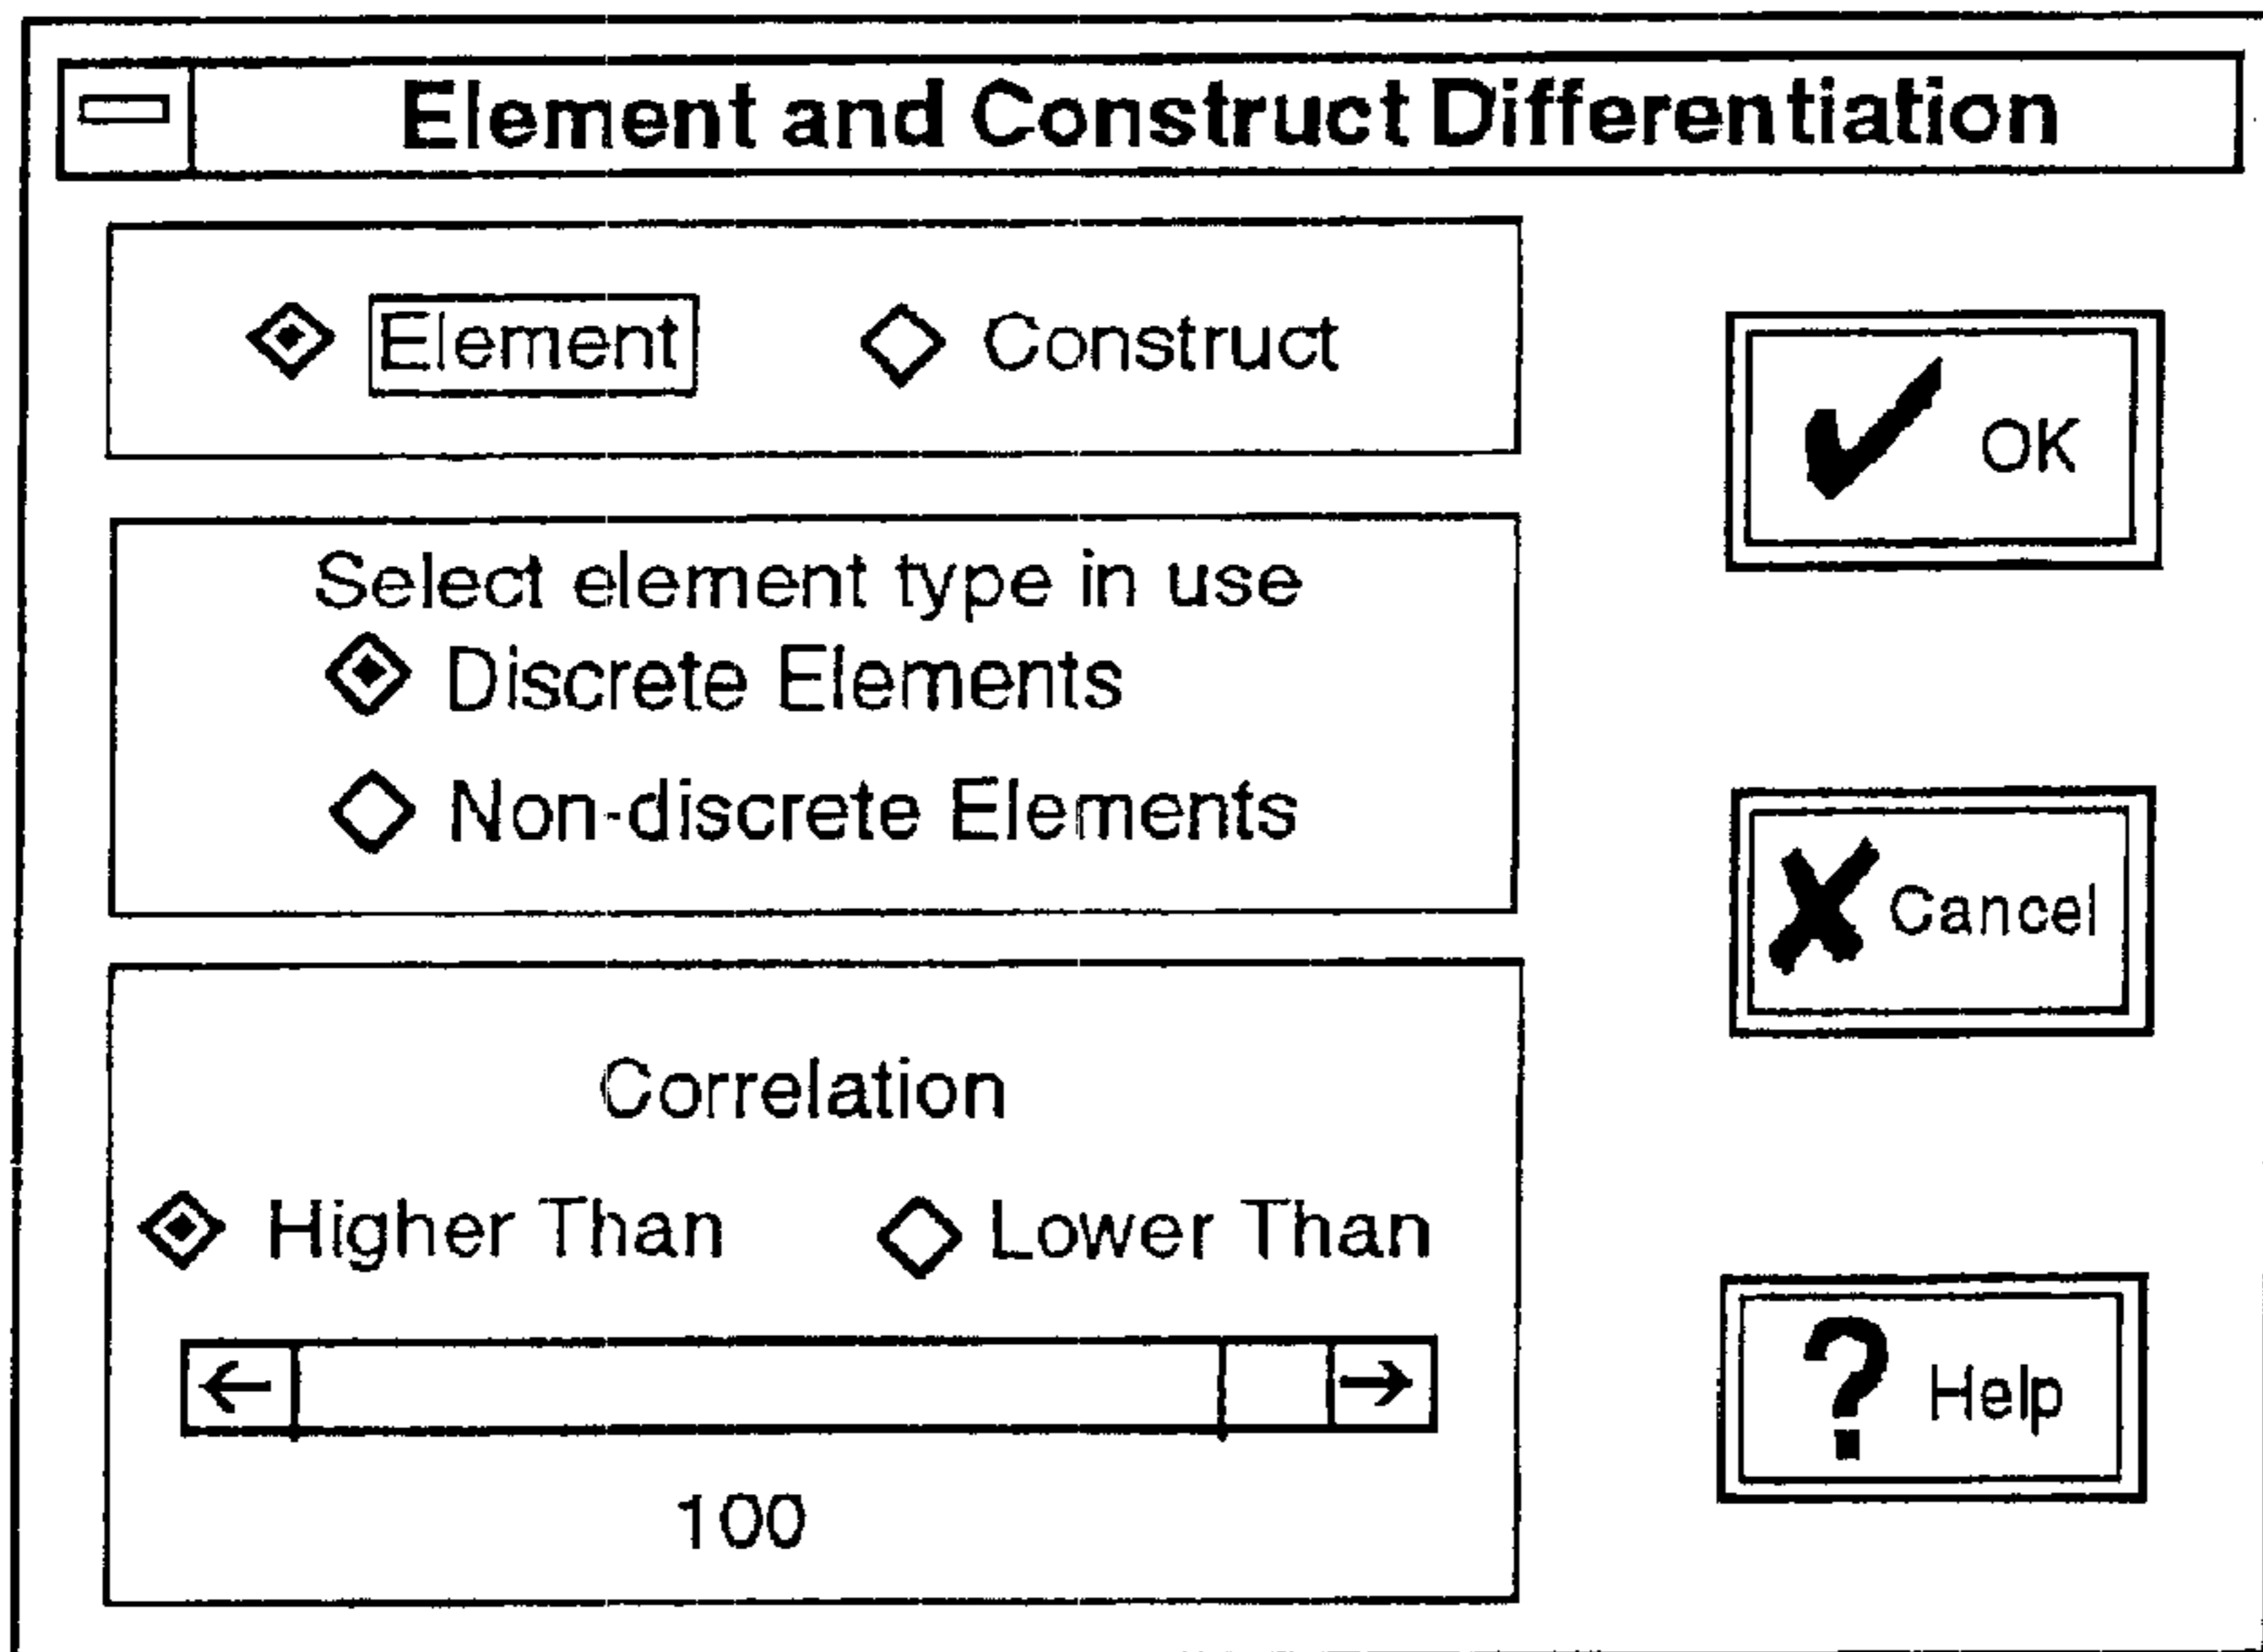 Element and Construct Differentiation
Element
Construct
Select element type in use
Discrete Elements
Non-discrete Elements
Correlation
Higher Than
Lower Than
100
OK
Cancel
Help